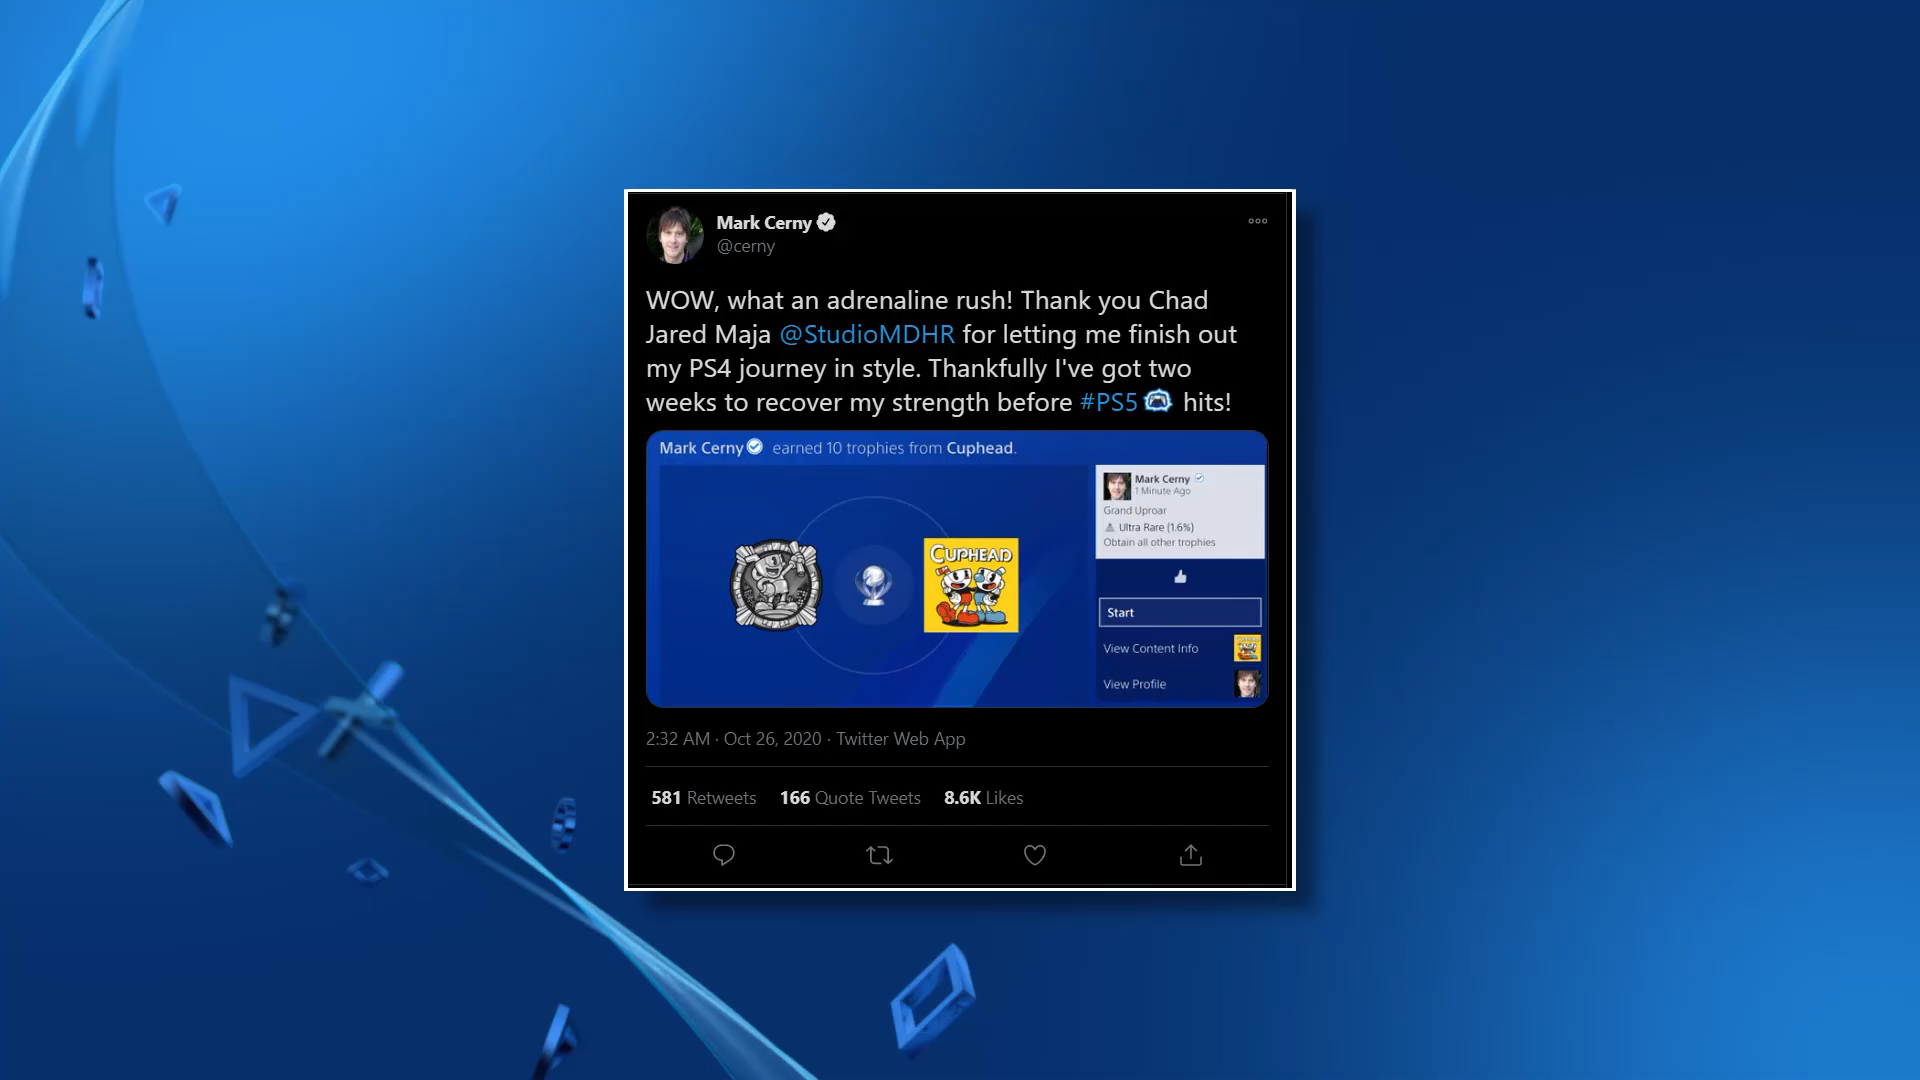 Mark Cerny
@cerny
WOW, what an adrenaline rush! Thank you Chad
Jared Maja @StudioMDHR for letting me finish out
my PS4 journey in style. Thankfully I've got two
weeks to recover my strength before #PS5 hits!
Mark Cerny earned 10 trophies from Cuphead.
CUPHEAD
Mark Cerny
1 Minute Ago
Grand Uproar
Ultra Rare (1.6%)
Obtain all other trophies
Start
View Content Info
View Profile
2:32 AM · Oct 26, 2020 · Twitter Web App
581 Retweets 166 Quote Tweets 8.6K Likes